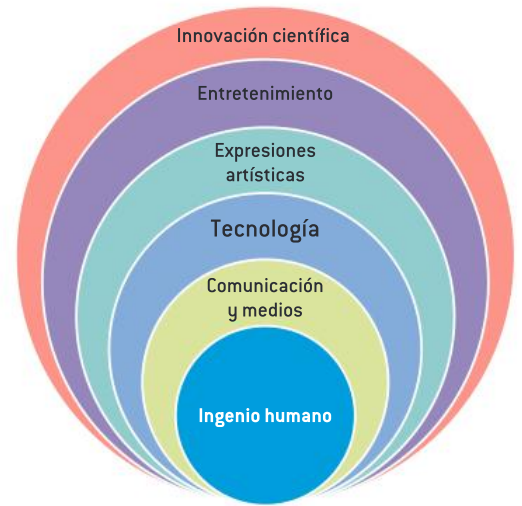 Innovación científica
Entretenimiento
Expresiones
artísticas
Tecnología
Comunicación
y medios
Ingenio humano